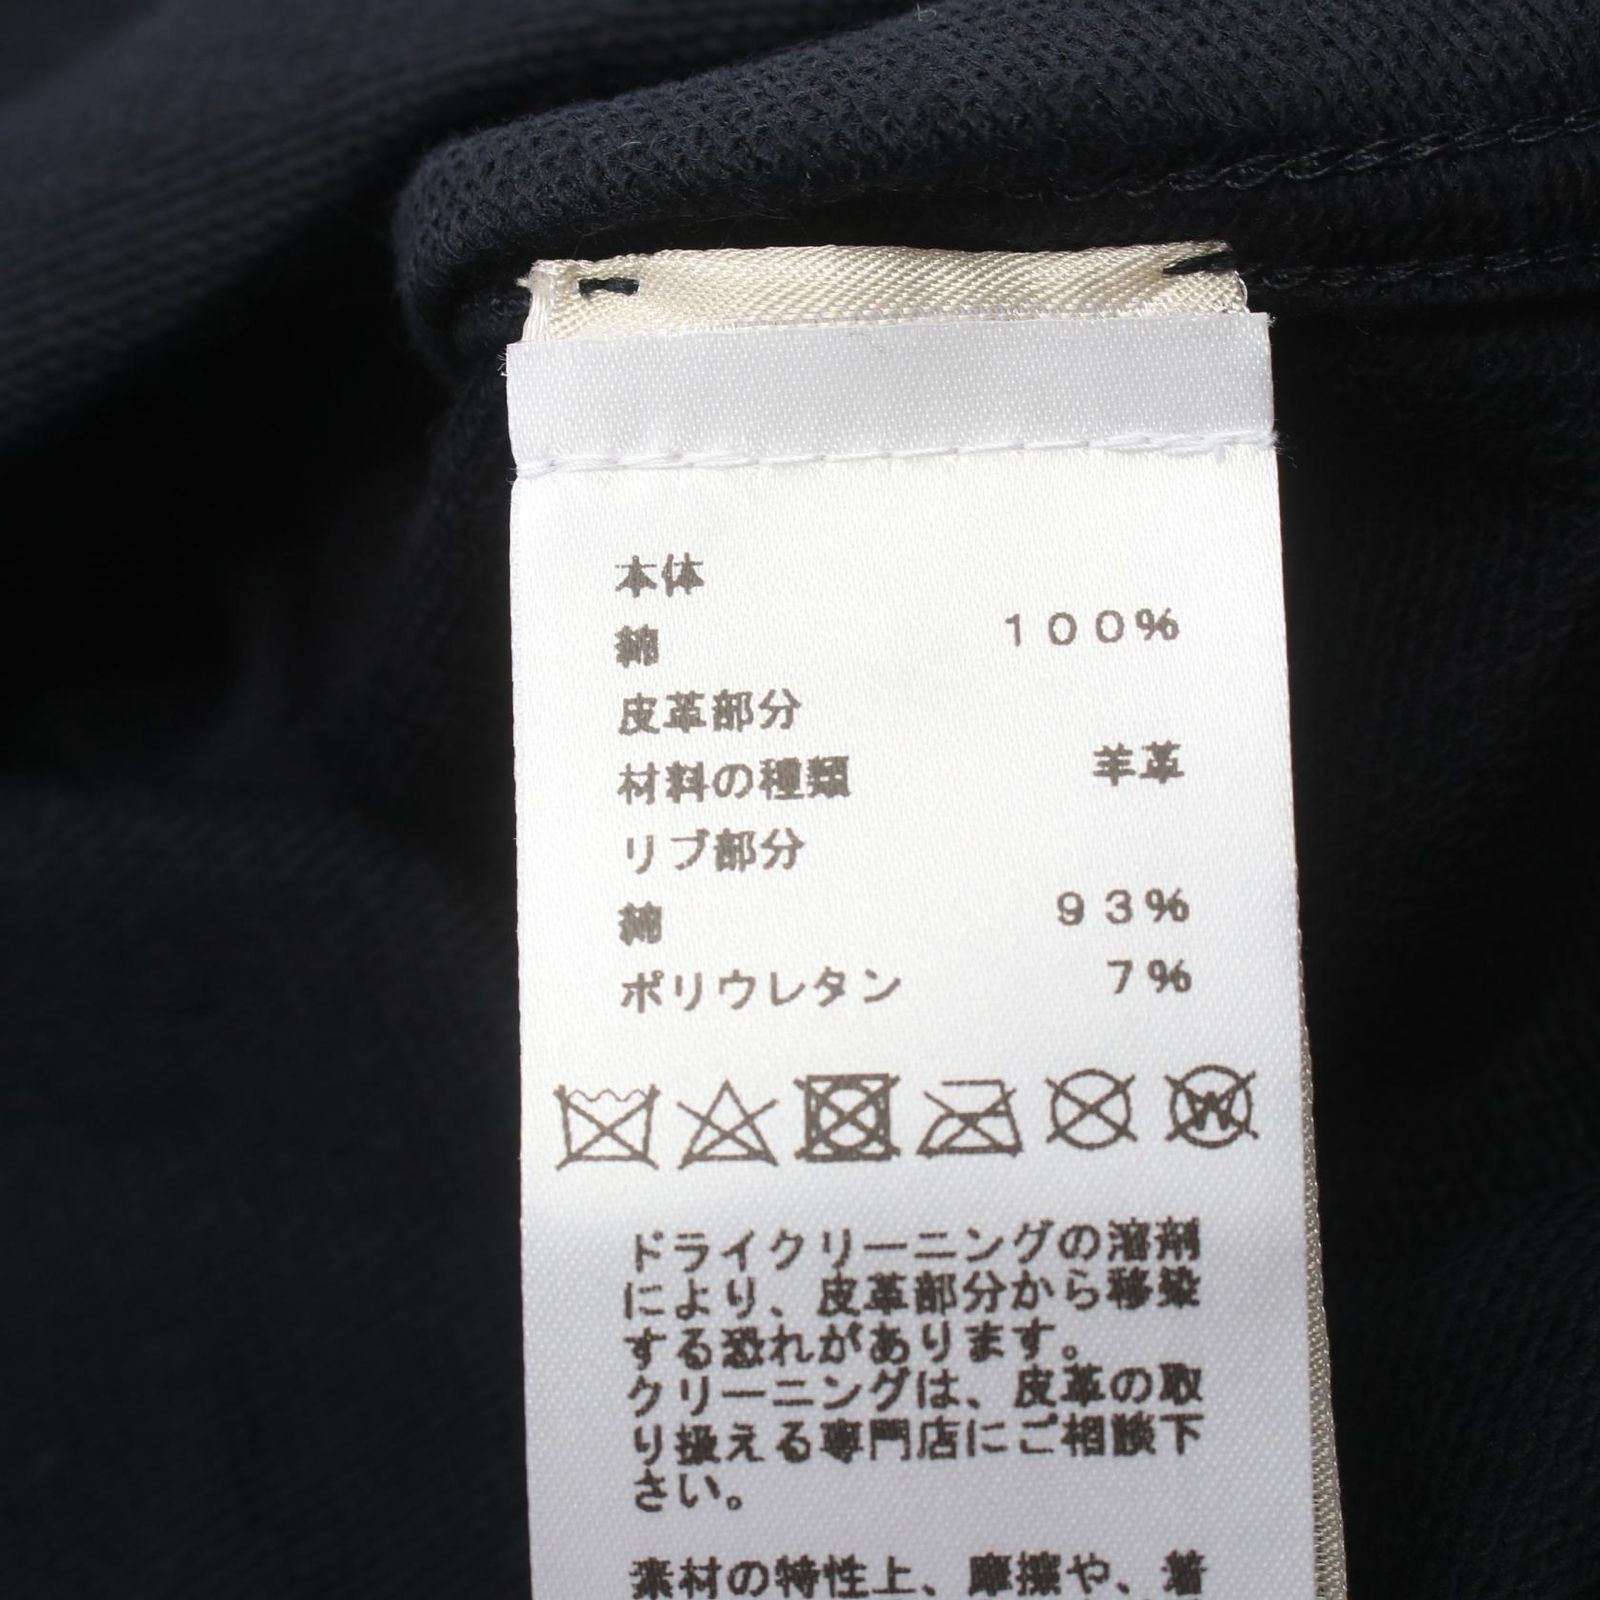 本体
綿 100%
皮革部分
材料の種類 羊革
リブ部分
綿 93%
ポリウレタン 7%
W
ドライクリーニングの溶剤
により、皮革部分から移染
する恐れがあります。
クリーニングは、皮革の取
り扱える専門店にご相談下
さい。
素材の特性上、摩擦や、着